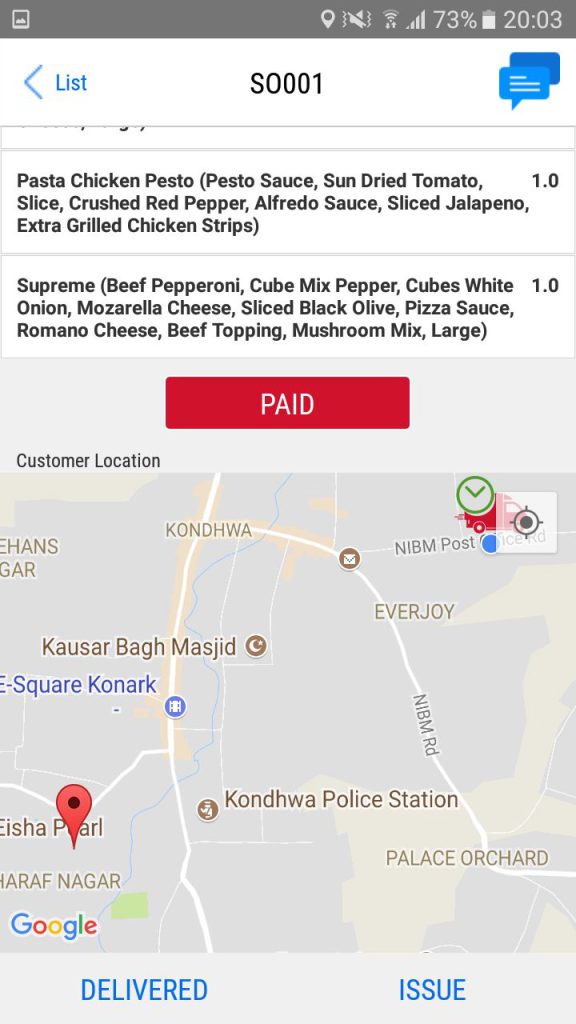 73% 20:03
List
SO001
Pasta Chicken Pesto (Pesto Sauce, Sun Dried Tomato, 1.0
Slice, Crushed Red Pepper, Alfredo Sauce, Sliced Jalapeno,
Extra Grilled Chicken Strips)
Supreme (Beef Pepperoni, Cube Mix Pepper, Cubes White 1.0
Onion, Mozarella Cheese, Sliced Black Olive, Pizza Sauce,
Romano Cheese, Beef Topping, Mushroom Mix, Large)
PAID
Customer Location
KONDHWA
NIBM Post Rd
EHANS
GAR
EVERJOY
Kausar Bagh Masjid
E-Square Konark
-
NIBM Rd
Kondhwa Police Station
Eisha
PALACE ORCHARD
HARAF NAGAR
Google
DELIVERED
ISSUE